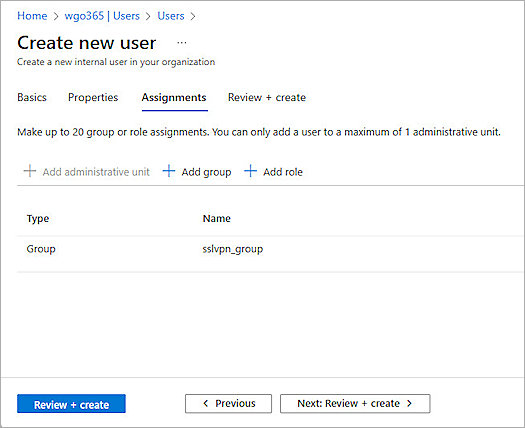 Home > wgo365 | Users > Users >
Create new user ...
Create a new internal user in your organization
Basics Properties Assignments Review + create
Make up to 20 group or role assignments. You can only add a user to a maximum of 1 administrative unit.
+ Add administrative unit + Add group + Add role
Type Name
Group sslvpn_group
Review + create < Previous Next: Review + create >